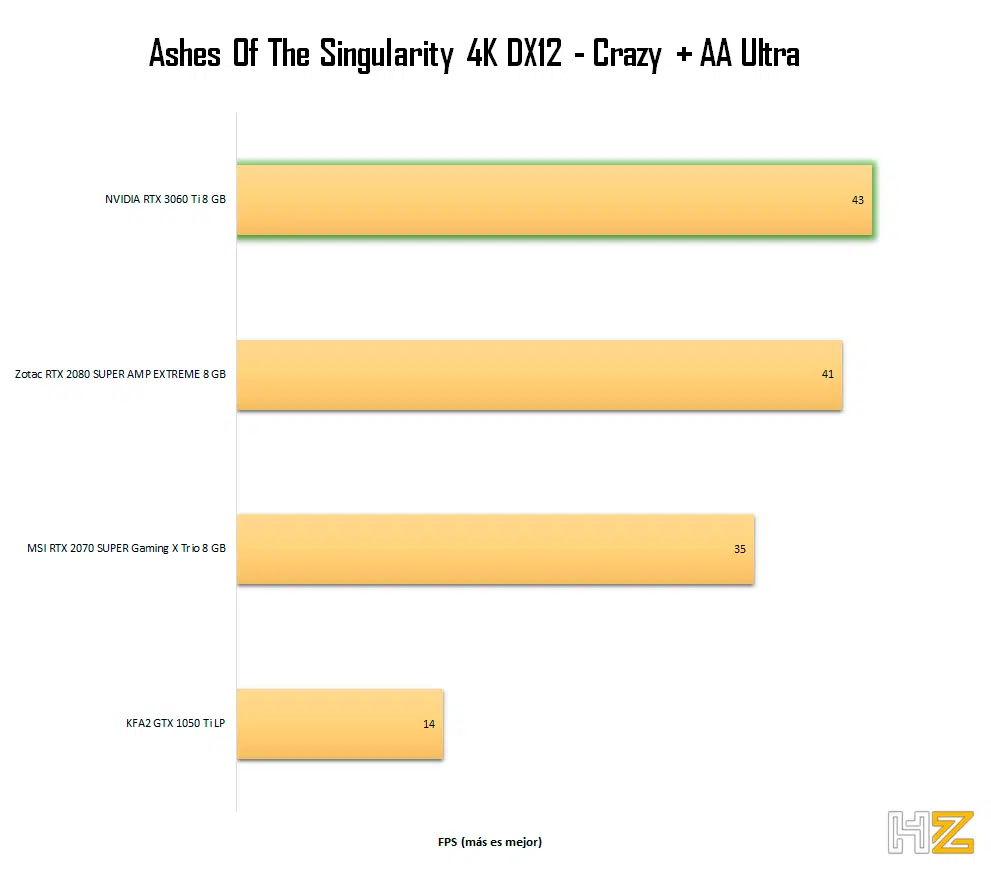 Ashes Of The Singularity 4K DX12 - Crazy + AA Ultra
NVIDIA RTX 3060 Ti 8 GB
43
Zotac RTX 2080 SUPER AMP EXTREME 8 GB
41
MSI RTX 2070 SUPER Gaming X Trio 8 GB
35
KFA2 GTX 1050 Ti LP
14
FPS (más es mejor)
HZ